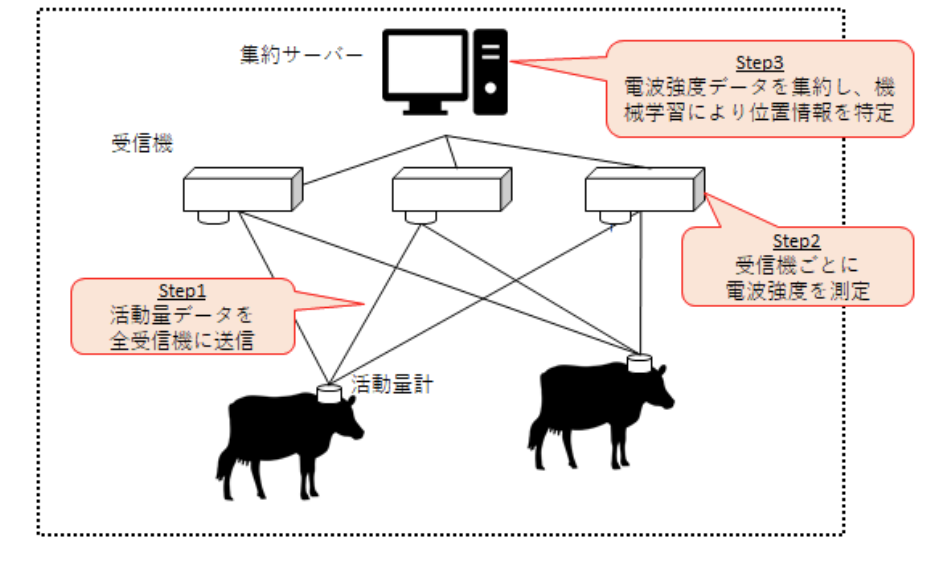 集約サーバー
Step3
電波強度データを集約し、機
械学習により位置情報を特定
受信機
Step2
受信機ごとに
電波強度を測定
Step1
活動量データを
全受信機に送信
活動量計